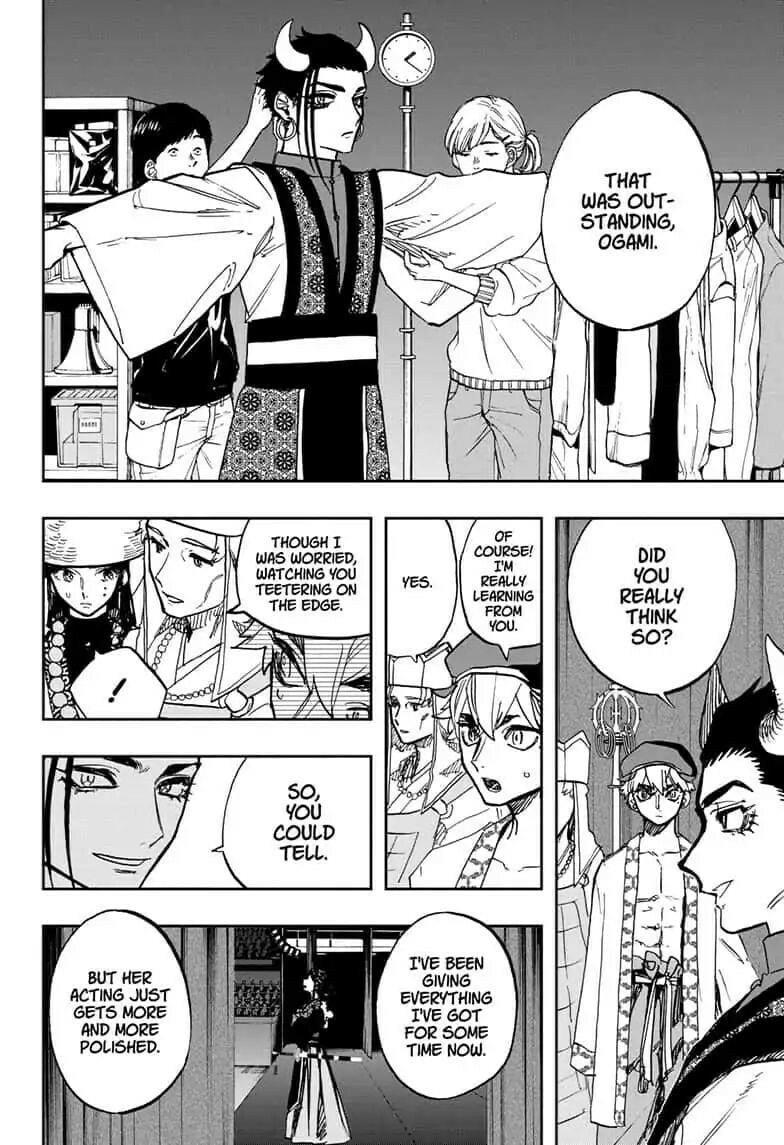 THAT
WAS OUT-
STANDING,
OGAMI.
DID
YOU
REALLY
THINK
SO?
OF
COURSE!
I'M
REALLY
LEARNING
FROM
YOU.
YES.
THOUGH I
WAS WORRIED,
WATCHING YOU
TEETERING ON
THE EDGE.
!
SO,
YOU
COULD
TELL.
I'VE BEEN
GIVING
EVERYTHING
I'VE GOT
FOR SOME
TIME NOW.
BUT HER
ACTING JUST
GETS MORE
AND MORE
POLISHED.